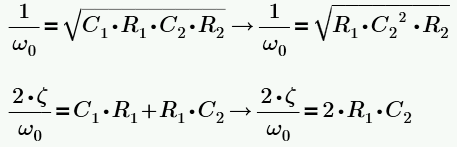 1/ω₀ = √(C₁·R₁·C₂·R₂) → 1/ω₀ = √(R₁·C₂²·R₂)
2·ζ/ω₀ = C₁·R₁+R₁·C₂ → 2·ζ/ω₀ = 2·R₁·C₂